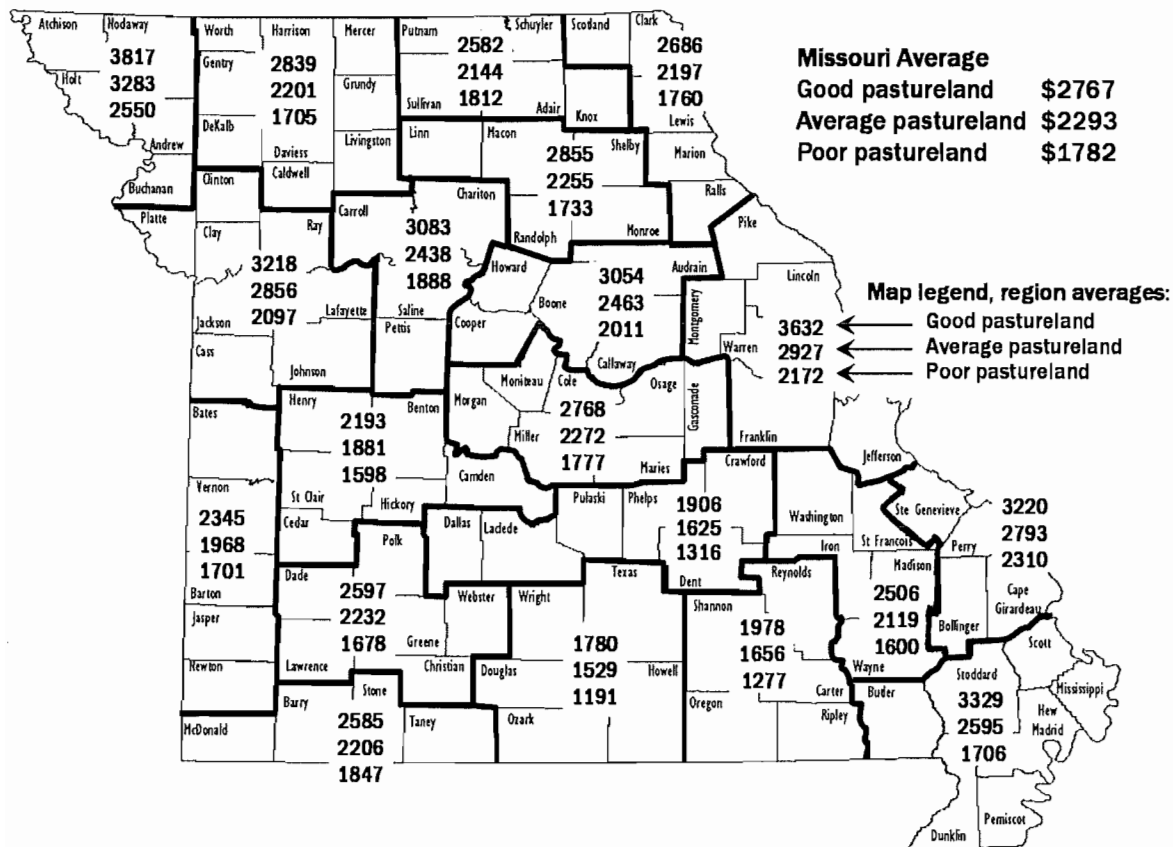 Atchison Nodaway Worth Harrison Mercer Putnam Schuyler Scotland Clark
3817
3283
2550
Holt
Andrew
Buchanan
Gentry
DeKalb
2839
2201
1705
Daviess
Grundy
Livingston
2582
2144
1812
Sullivan Adair
Knox
2686
2197
1760
Lewis
Missouri Average
Good pastureland $2767
Average pastureland $2293
Poor pastureland $1782
Linn Macon
2855
2255
1733
Shelby
Marion
Ralls
Randolph Monroe
Clinton Caldwell
Platte
Clay
Ray
3218
2856
2097
Jackson Lafayette
Cass
Johnson
Carroll Chariton
3083
2438
1888
Saline
Pettis
Howard
Cooper
Boone
Audrain
3054
2463
2011
Callaway
Pike
Lincoln
Montgomery
Warren
3632
2927
2172
Franklin
Jefferson
Map legend, region averages:
Good pastureland
Average pastureland
Poor pastureland
Moniteau Cole Osage
Morgan
Miller
Gasconade
2768
2272
1777
Maries
Camden
Henry Benton
2193
1881
1598
St Clair Hickory
Cedar
Bates
Vernon
2345
1968
1701
Barton
Jasper
Newton
Polk
Dade
2597
2232
1678
Greene
Webster
Lawrence Christian
Dallas Laclede
Pulaski Phelps
Crawford
1906
1625
1316
Dent
Washington
Iron
St Francois
Ste Genevieve
Madison
2506
2119
1600
Wayne
Perry
3220
2793
2310
Cape
Girardeau
Bollinger
Texas
Wright
Douglas
1780
1529
1191
Howell
Ozark
Reynolds
Shannon
1978
1656
1277
Carter
Oregon
Ripley
McDonald
Barry
Stone
2585
2206
1847
Taney
Butler
Stoddard
Scott
Mississippi
3329
2595
1706
New
Madrid
Pemiscot
Dunklin